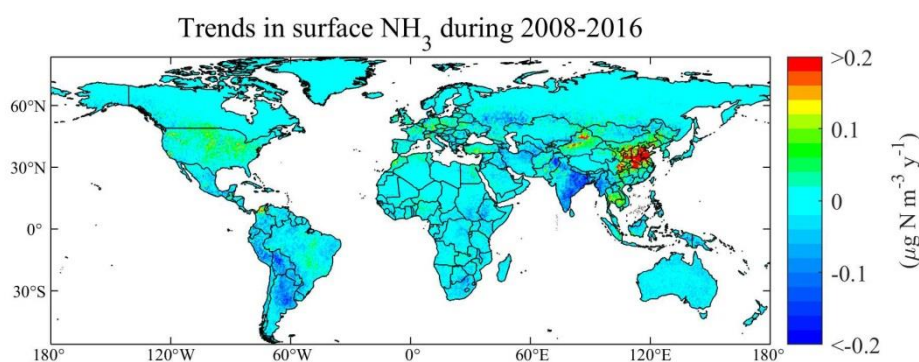 Trends in surface NH3 during 2008-2016
60°N
30°N
0°
30°S
180°
120°W
60°W
0°
60°E
120°E
180°
>0.2
0.1
0
-0.1
<-0.2
(μg N m-3 y-1)